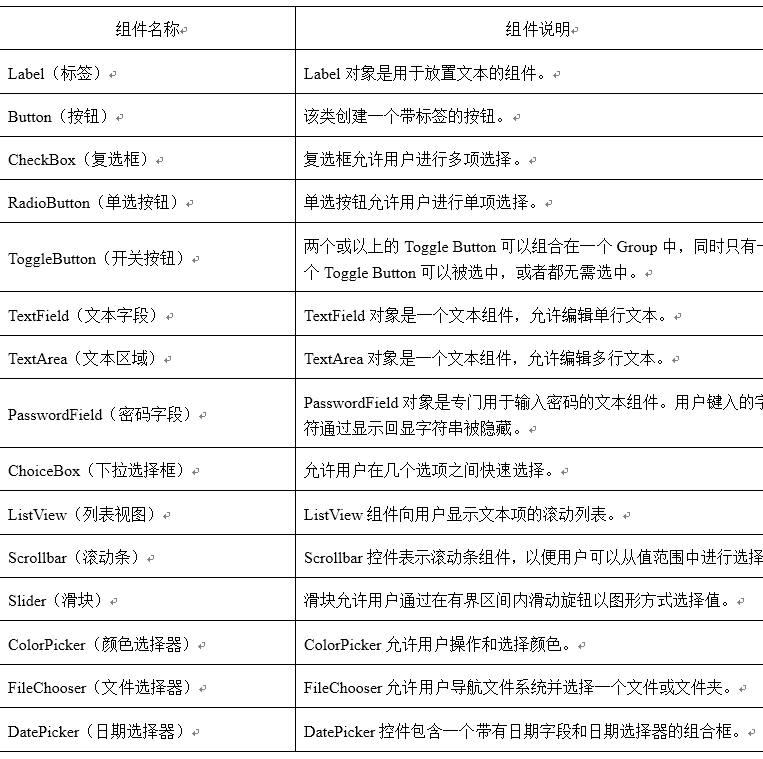 组件名称
组件说明
Label（标签）
Label 对象是用于放置文本的组件。
Button（按钮）
该类创建一个带标签的按钮。
CheckBox（复选框）
复选框允许用户进行多项选择。
RadioButton（单选按钮）
单选按钮允许用户进行单项选择。
ToggleButton（开关按钮）
两个或以上的 Toggle Button 可以组合在一个 Group 中，同时只有一
个 Toggle Button 可以被选中，或者都无需选中。
TextField（文本字段）
TextField 对象是一个文本组件，允许编辑单行文本。
TextArea（文本区域）
TextArea 对象是一个文本组件，允许编辑多行文本。
PasswordField（密码字段）
PasswordField 对象是专门用于输入密码的文本组件。用户键入的字
符通过显示回显字符串被隐藏。
ChoiceBox（下拉选择框）
允许用户在几个选项之间快速选择。
ListView（列表视图）
ListView 组件向用户显示文本项的滚动列表。
Scrollbar（滚动条）
Scrollbar 控件表示滚动条组件，以便用户可以从值范围中进行选择
Slider（滑块）
滑块允许用户通过在有界区间内滑动旋钮以图形方式选择值。
ColorPicker（颜色选择器）
ColorPicker 允许用户操作和选择颜色。
FileChooser（文件选择器）
FileChooser 允许用户导航文件系统并选择一个文件或文件夹。
DatePicker（日期选择器）
DatePicker 控件包含一个带有日期字段和日期选择器的组合框。